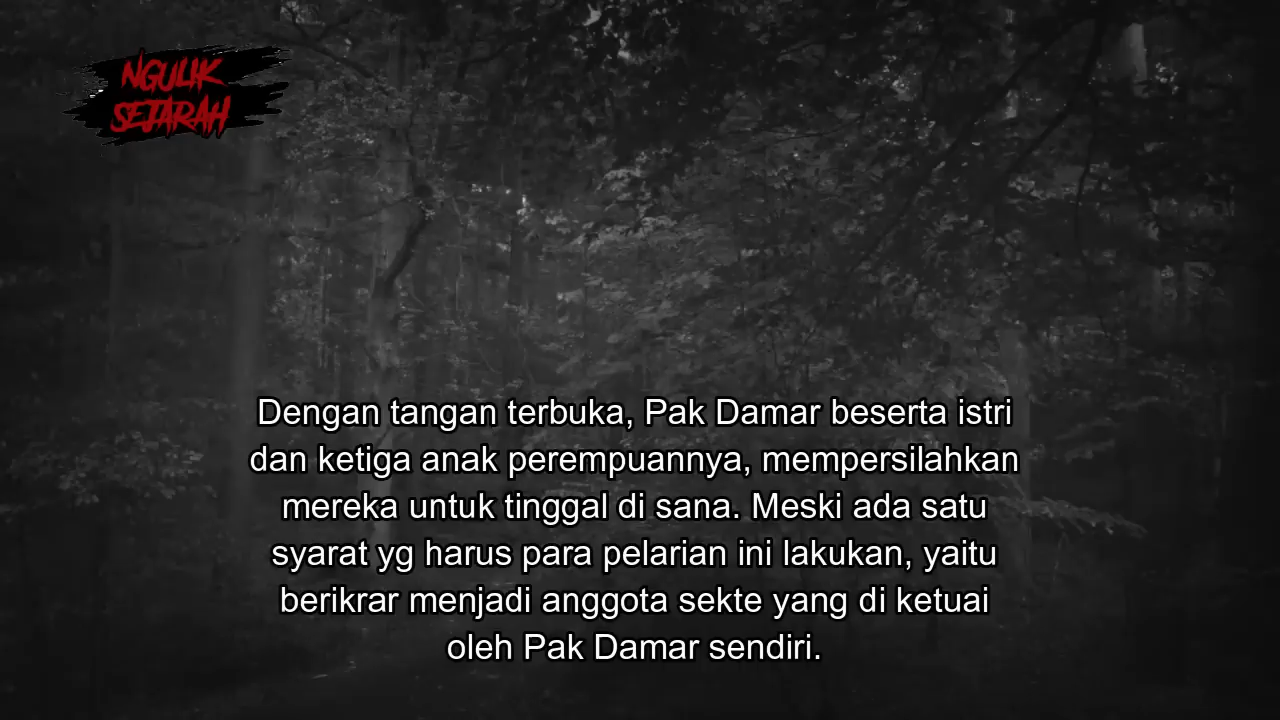 NGULIK
SEJARAH
Dengan tangan terbuka, Pak Damar beserta istri
dan ketiga anak perempuannya, mempersilahkan
mereka untuk tinggal di sana. Meski ada satu
syarat yg harus para pelarian ini lakukan, yaitu
berikrar menjadi anggota sekte yang di ketuai
oleh Pak Damar sendiri.